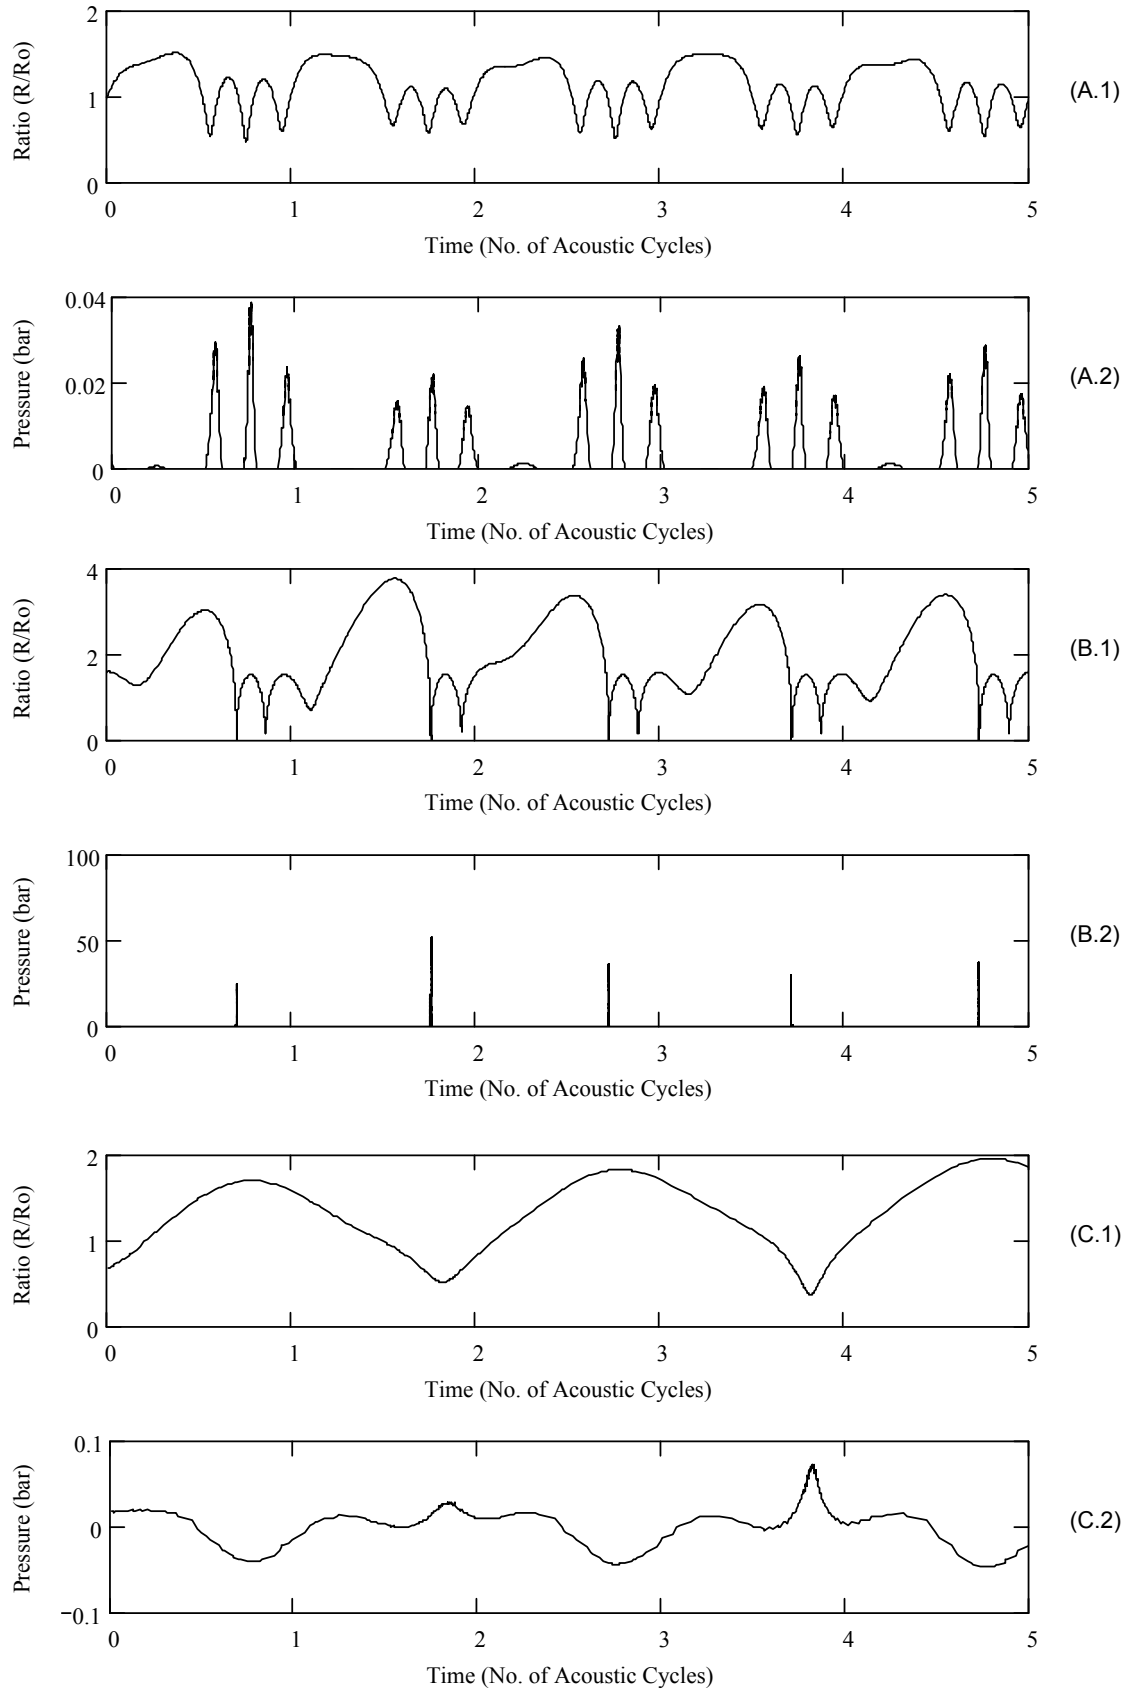 2
Ratio (R/Ro)
1
(A.1)
0
0 1 2 3 4 5
Time (No. of Acoustic Cycles)
0.04
Pressure (bar)
0.02
(A.2)
0
0 1 2 3 4 5
Time (No. of Acoustic Cycles)
4
Ratio (R/Ro)
2
(B.1)
0
0 1 2 3 4 5
Time (No. of Acoustic Cycles)
100
Pressure (bar)
50
(B.2)
0
0 1 2 3 4 5
Time (No. of Acoustic Cycles)
2
Ratio (R/Ro)
1
(C.1)
0
0 1 2 3 4 5
Time (No. of Acoustic Cycles)
0.1
Pressure (bar)
0
(C.2)
−0.1
0 1 2 3 4 5
Time (No. of Acoustic Cycles)